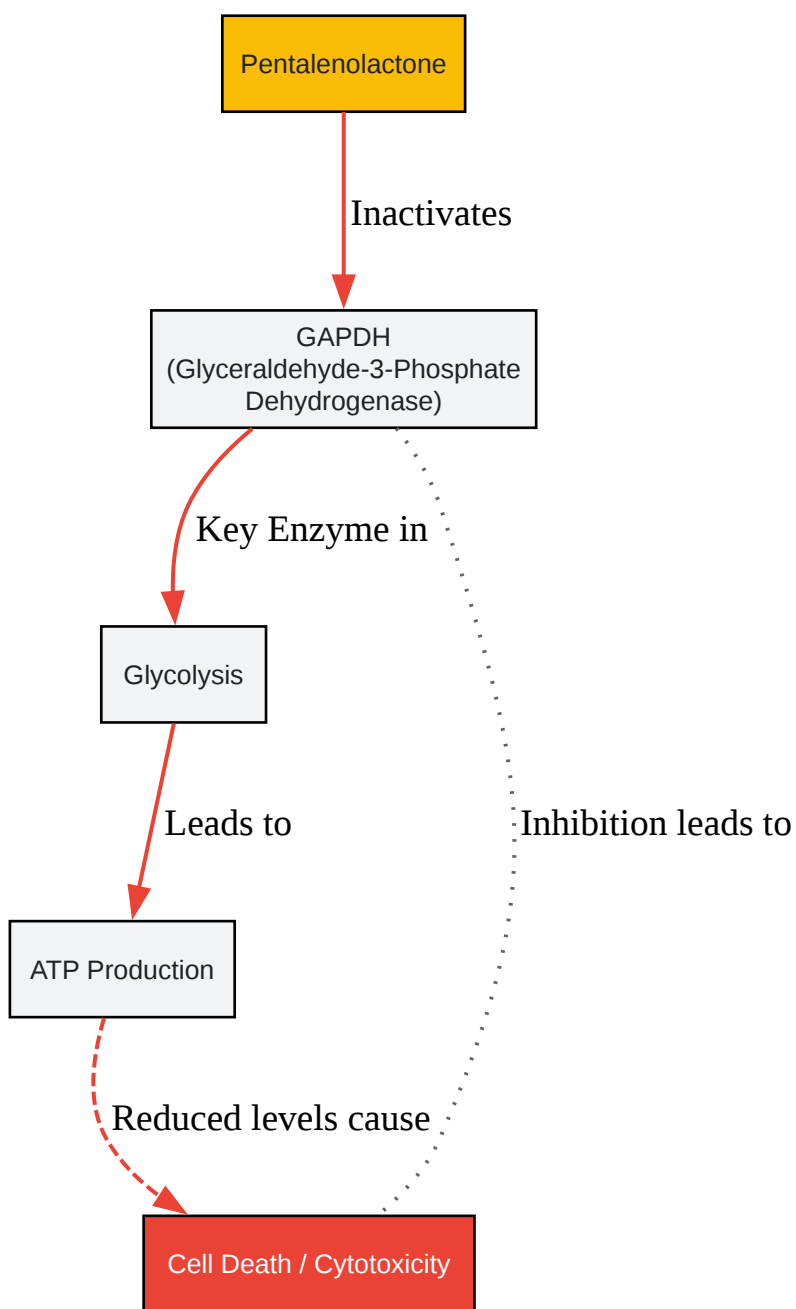 Pentalenolactone
Inactivates
GAPDH
(Glyceraldehyde-3-Phosphate
Dehydrogenase)
Key Enzyme in
Glycolysis
Leads to
Inhibition leads to
ATP Production
Reduced levels cause
Cell Death / Cytotoxicity